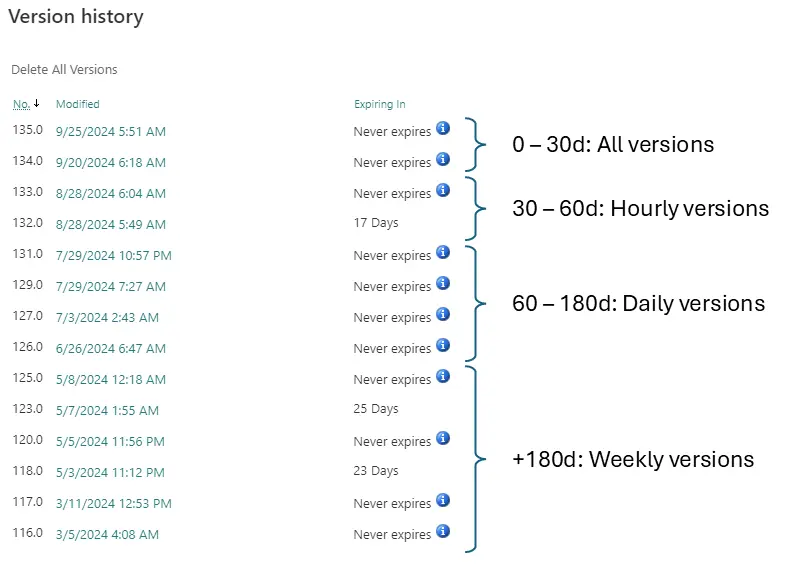 Version history
Delete All Versions
No. ↓ Modified Expiring In
135.0 9/25/2024 5:51 AM Never expires
134.0 9/20/2024 6:18 AM Never expires
0 – 30d: All versions
133.0 8/28/2024 6:04 AM Never expires
132.0 8/28/2024 5:49 AM 17 Days
30 – 60d: Hourly versions
131.0 7/29/2024 10:57 PM Never expires
129.0 7/29/2024 7:27 AM Never expires
127.0 7/3/2024 2:43 AM Never expires
126.0 6/26/2024 6:47 AM Never expires
60 – 180d: Daily versions
125.0 5/8/2024 12:18 AM Never expires
123.0 5/7/2024 1:55 AM 25 Days
120.0 5/5/2024 11:56 PM Never expires
118.0 5/3/2024 11:12 PM 23 Days
117.0 3/11/2024 12:53 PM Never expires
116.0 3/5/2024 4:08 AM Never expires
+180d: Weekly versions